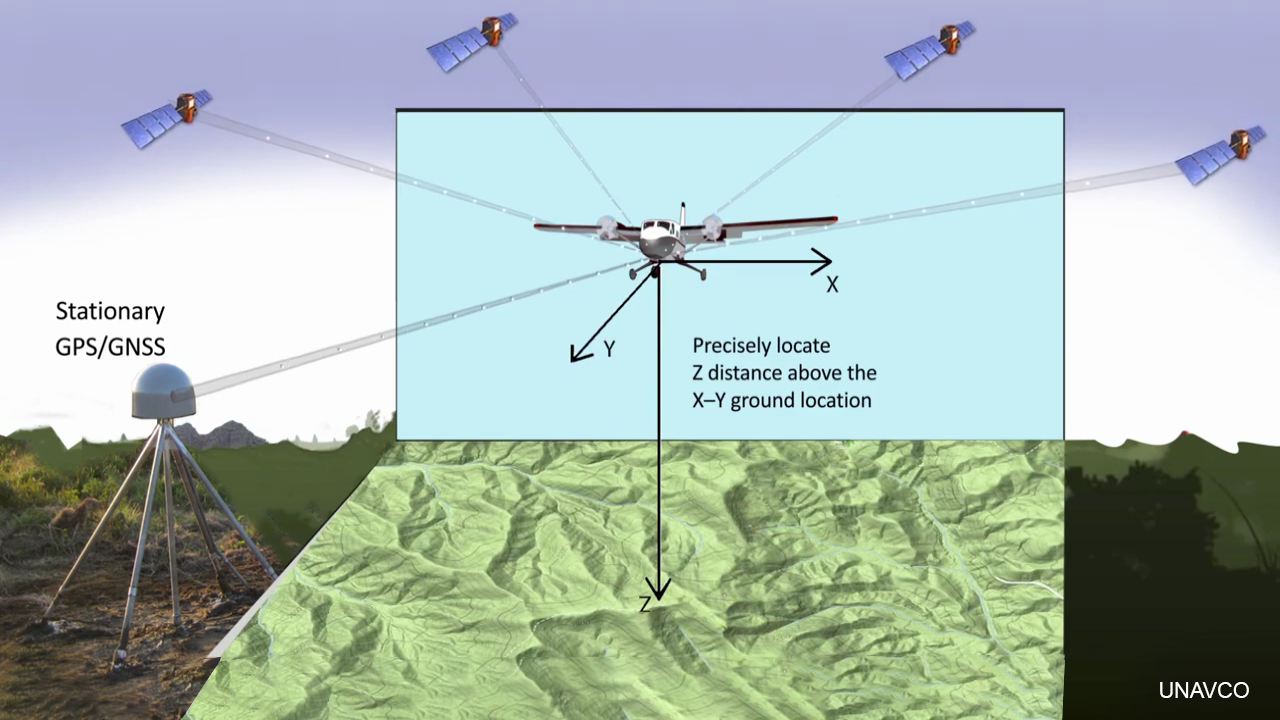 Stationary
GPS/GNSS
X
Y
Precisely locate
Z distance above the
X–Y ground location
Z
UNAVCO